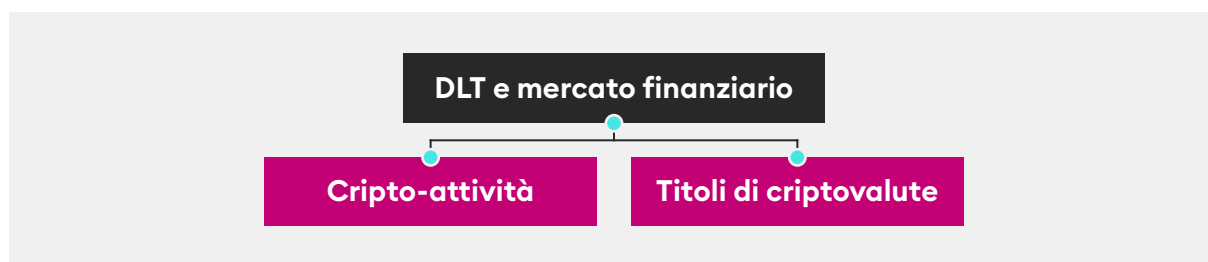 DLT e mercato finanziario
Cripto-attività
Titoli di criptovalute